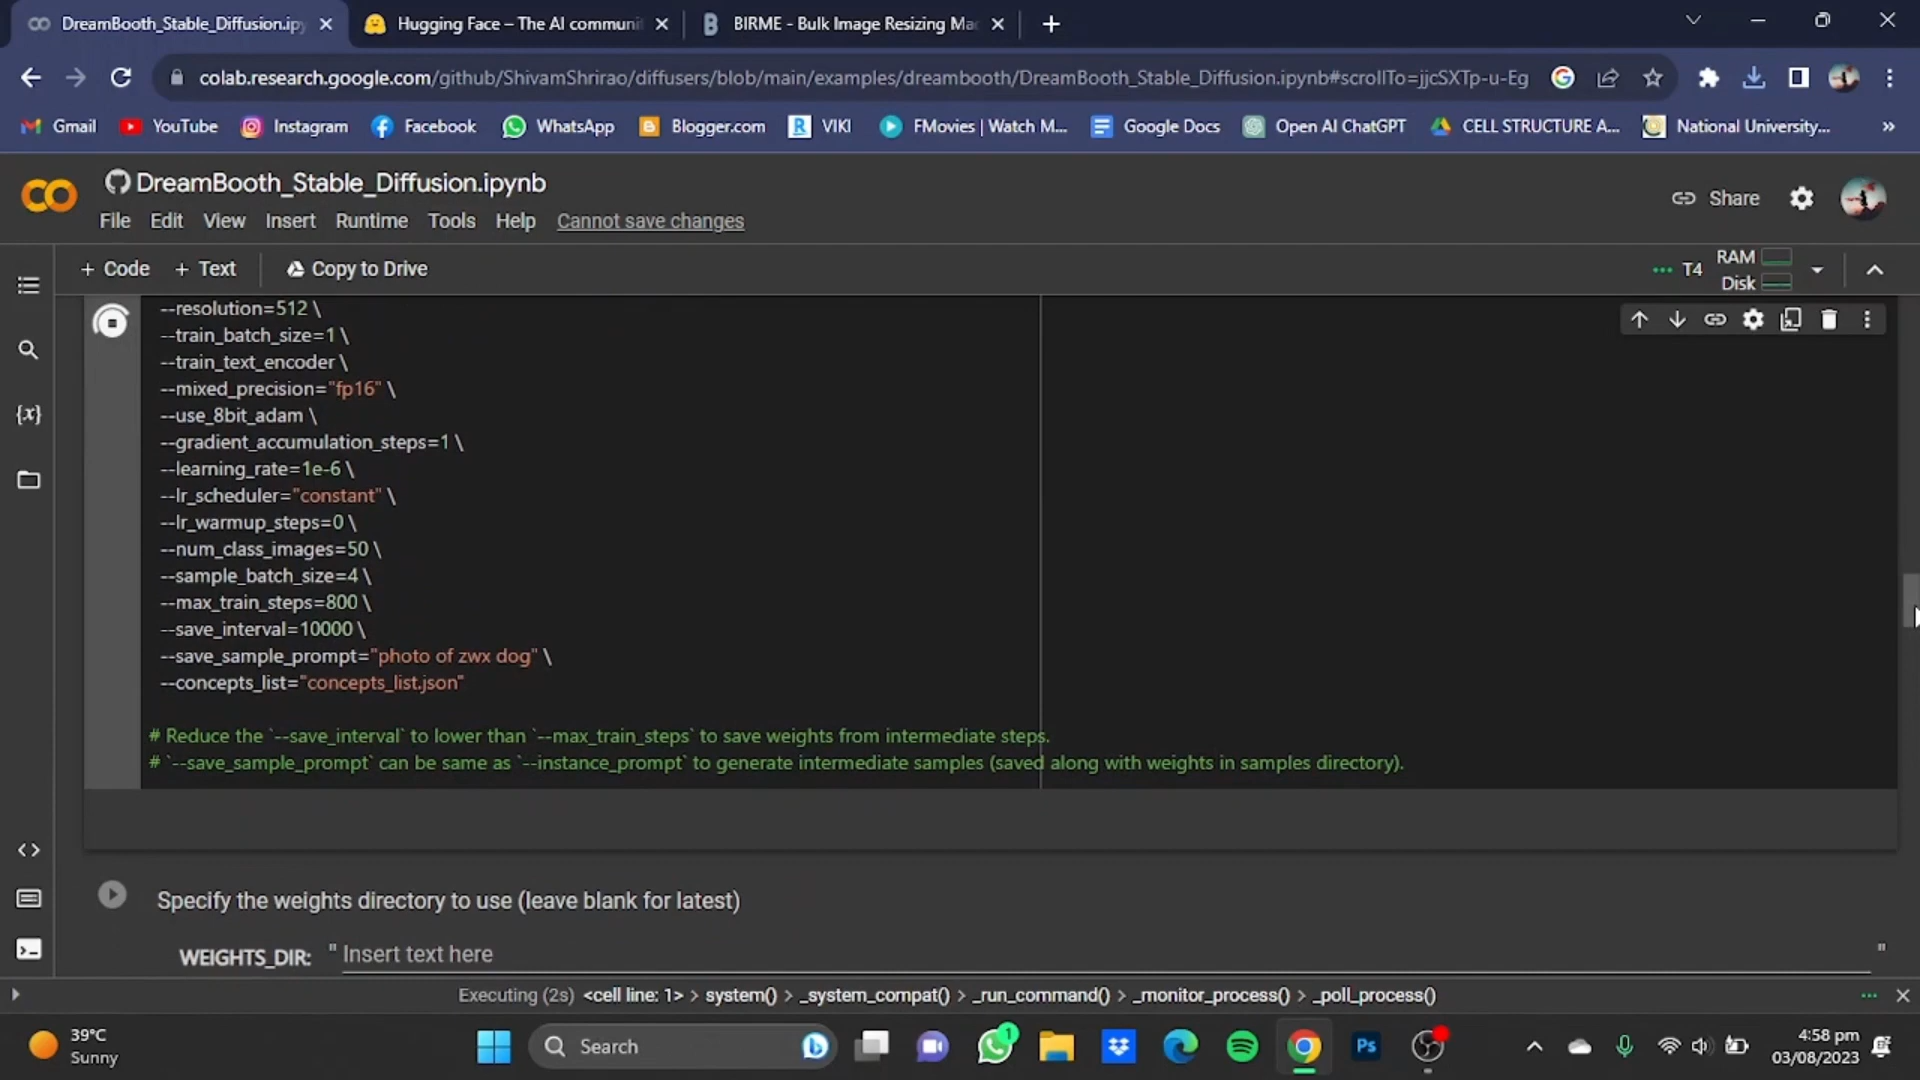 DreamBooth_Stable_Diffusion.ipy
Hugging Face – The AI communi
BIRME - Bulk Image Resizing Ma
colab.research.google.com/github/ShivamShrirao/diffusers/blob/main/examples/dreambooth/DreamBooth_Stable_Diffusion.ipynb#scrollTo=jjcSXTp-u-Eg
Gmail YouTube Instagram Facebook WhatsApp Blogger.com VIKI FMovies | Watch M... Google Docs Open AI ChatGPT CELL STRUCTURE A... National University... »
DreamBooth_Stable_Diffusion.ipynb
Share
File Edit View Insert Runtime Tools Help Cannot save changes
+ Code + Text Copy to Drive
T4 RAM
Disk
--resolution=512 \
--train_batch_size=1 \
--train_text_encoder \
--mixed_precision="fp16" \
--use_8bit_adam \
--gradient_accumulation_steps=1 \
--learning_rate=1e-6 \
--lr_scheduler="constant" \
--lr_warmup_steps=0 \
--num_class_images=50 \
--sample_batch_size=4 \
--max_train_steps=800 \
--save_interval=10000 \
--save_sample_prompt="photo of zwx dog" \
--concepts_list="concepts_list.json"
# Reduce the `--save_interval` to lower than `--max_train_steps` to save weights from intermediate steps.
# `--save_sample_prompt` can be same as `--instance_prompt` to generate intermediate samples (saved along with weights in samples directory).
Specify the weights directory to use (leave blank for latest)
WEIGHTS_DIR: " Insert text here "
Executing (2s) <cell line: 1> > system() > _system_compat() > _run_command() > _monitor_process() > _poll_process()
39°C
Sunny
Search
1
Ps
4:58 pm
03/08/2023